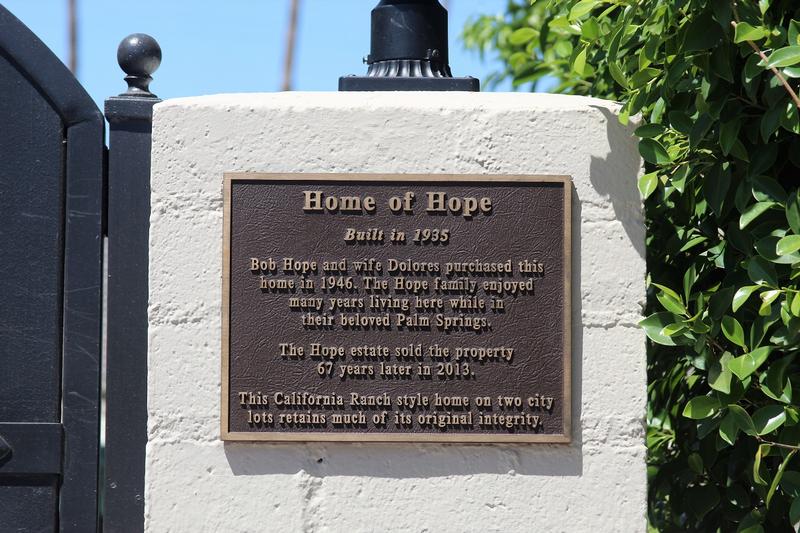 Home of Hope
Built in 1935
Bob Hope and wife Dolores purchased this
home in 1946. The Hope family enjoyed
many years living here while in
their beloved Palm Springs.
The Hope estate sold the property
67 years later in 2013.
This California Ranch style home on two city
lots retains much of its original integrity.